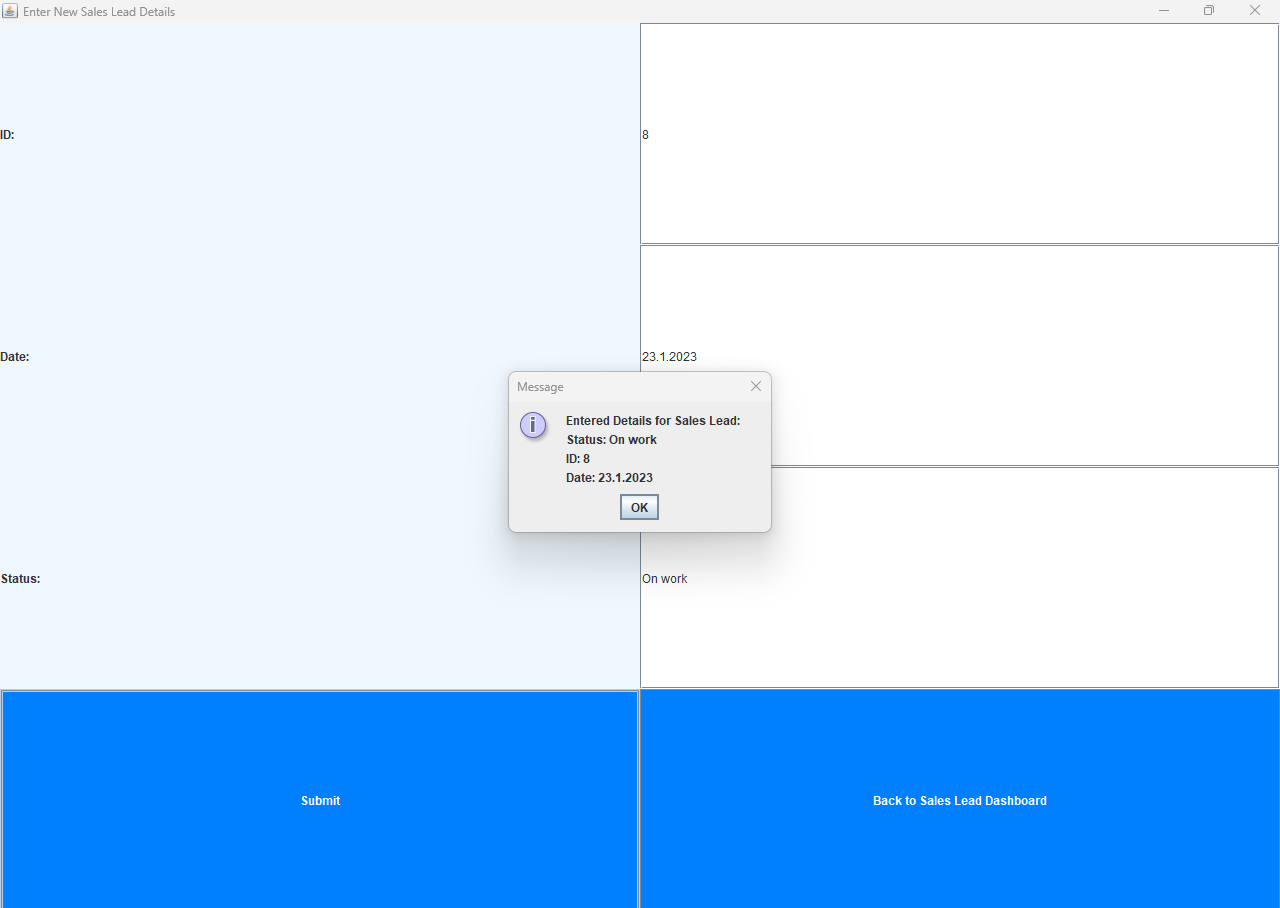 Enter New Sales Lead Details
ID:
8
Date:
23.1.2023
Message
Entered Details for Sales Lead:
Status: On work
ID: 8
Date: 23.1.2023
OK
Status:
On work
Submit
Back to Sales Lead Dashboard